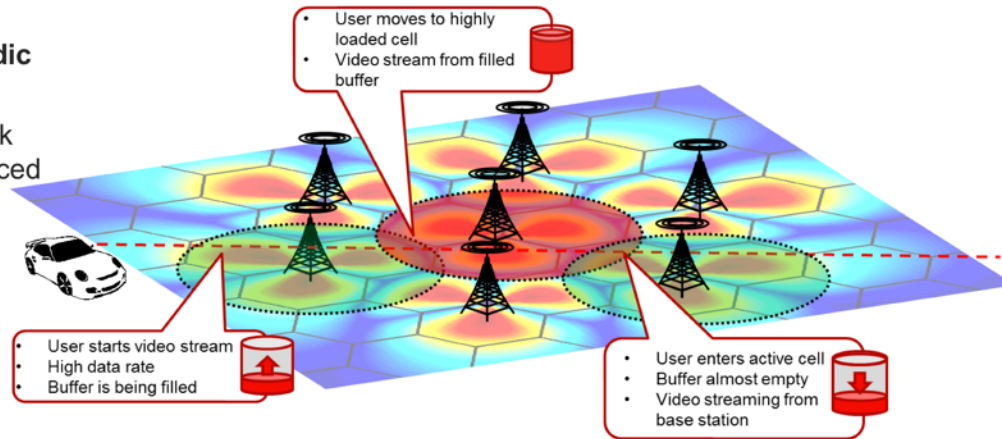 dic
k
ced
• User moves to highly
loaded cell
• Video stream from filled
buffer
• User starts video stream
• High data rate
• Buffer is being filled
• User enters active cell
• Buffer almost empty
• Video streaming from
base station